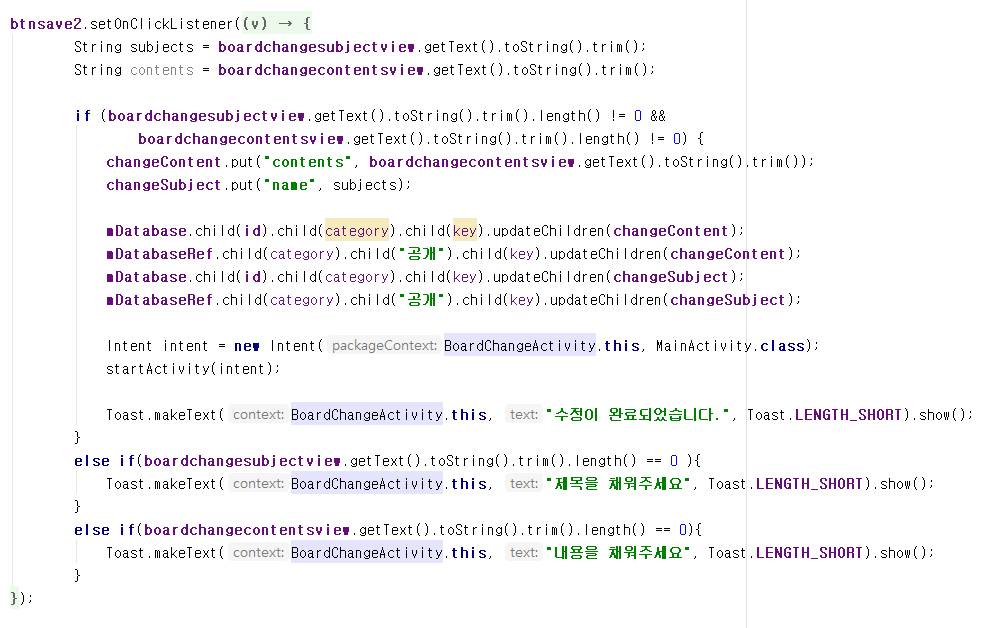 btnsave2.setOnClickListener((v) → {
String subjects = boardchangesubjectview.getText().toString().trim();
String contents = boardchangecontentsview.getText().toString().trim();
if (boardchangesubjectview.getText().toString().trim().length() != 0 &&
boardchangecontentsview.getText().toString().trim().length() != 0) {
changeContent.put("contents", boardchangecontentsview.getText().toString().trim());
changeSubject.put("name", subjects);
mDatabase.child(id).child(category).child(key).updateChildren(changeContent);
mDatabaseRef.child(category).child("공개").child(key).updateChildren(changeContent);
mDatabase.child(id).child(category).child(key).updateChildren(changeSubject);
mDatabaseRef.child(category).child("공개").child(key).updateChildren(changeSubject);
Intent intent = new Intent( packageContext: BoardChangeActivity.this, MainActivity.class);
startActivity(intent);
Toast.makeText( context: BoardChangeActivity.this, text: "수정이 완료되었습니다.", Toast.LENGTH_SHORT).show();
}
else if(boardchangesubjectview.getText().toString().trim().length() == 0 ){
Toast.makeText( context: BoardChangeActivity.this, text: "제목을 채워주세요", Toast.LENGTH_SHORT).show();
}
else if(boardchangecontentsview.getText().toString().trim().length() == 0){
Toast.makeText( context: BoardChangeActivity.this, text: "내용을 채워주세요", Toast.LENGTH_SHORT).show();
}
});